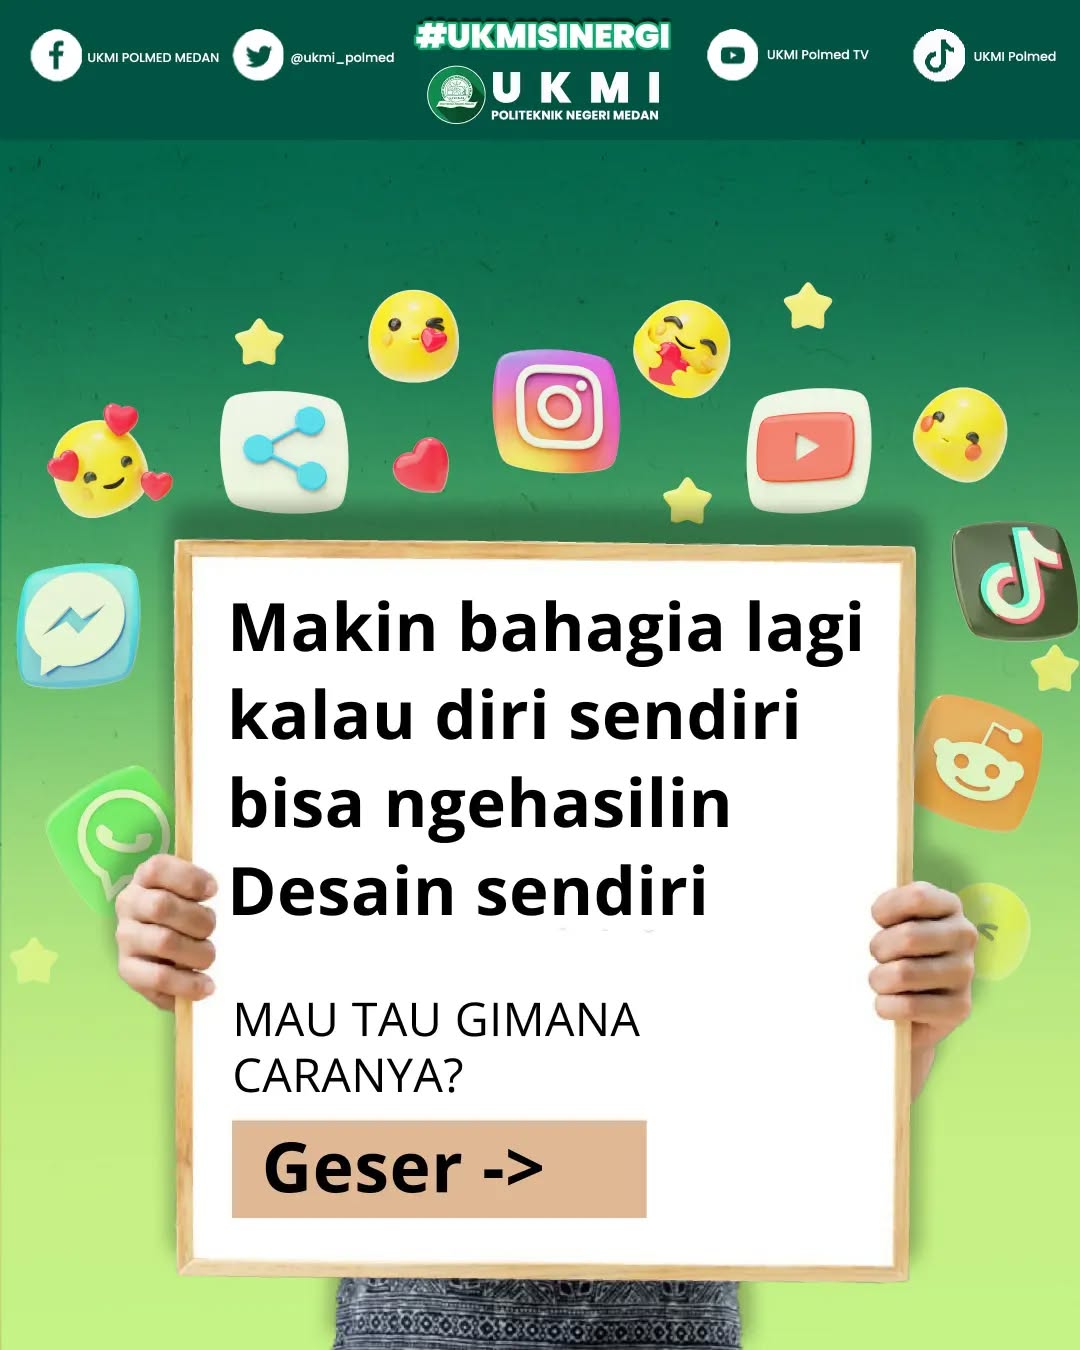 #UKMISINERGI
UKMI POLMED MEDAN
@ukmi_polmed
UKMI
POLITEKNIK NEGERI MEDAN
UKMI Polmed TV
UKMI Polmed
Makin bahagia lagi
kalau diri sendiri
bisa ngehasilin
Desain sendiri
MAU TAU GIMANA
CARANYA?
Geser ->